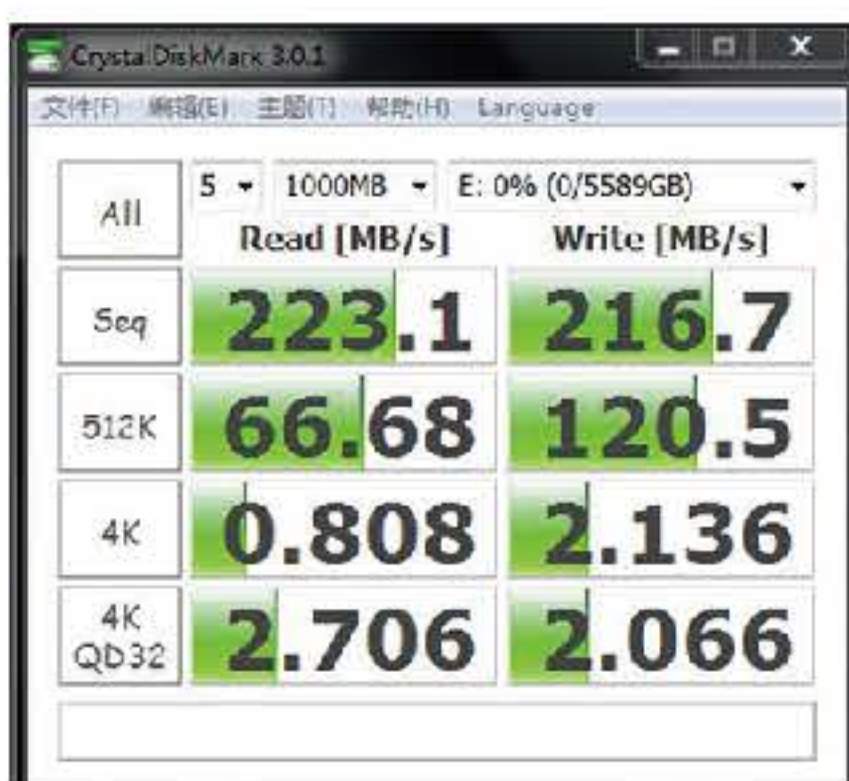 CrystalDiskMark 3.0.1
文件(F) 编辑(E) 主题(T) 帮助(H) Language
All 5 1000MB E: 0% (0/5589GB)
Read [MB/s] Write [MB/s]
Seq 223.1 216.7
512K 66.68 120.5
4K 0.808 2.136
4K QD32 2.706 2.066